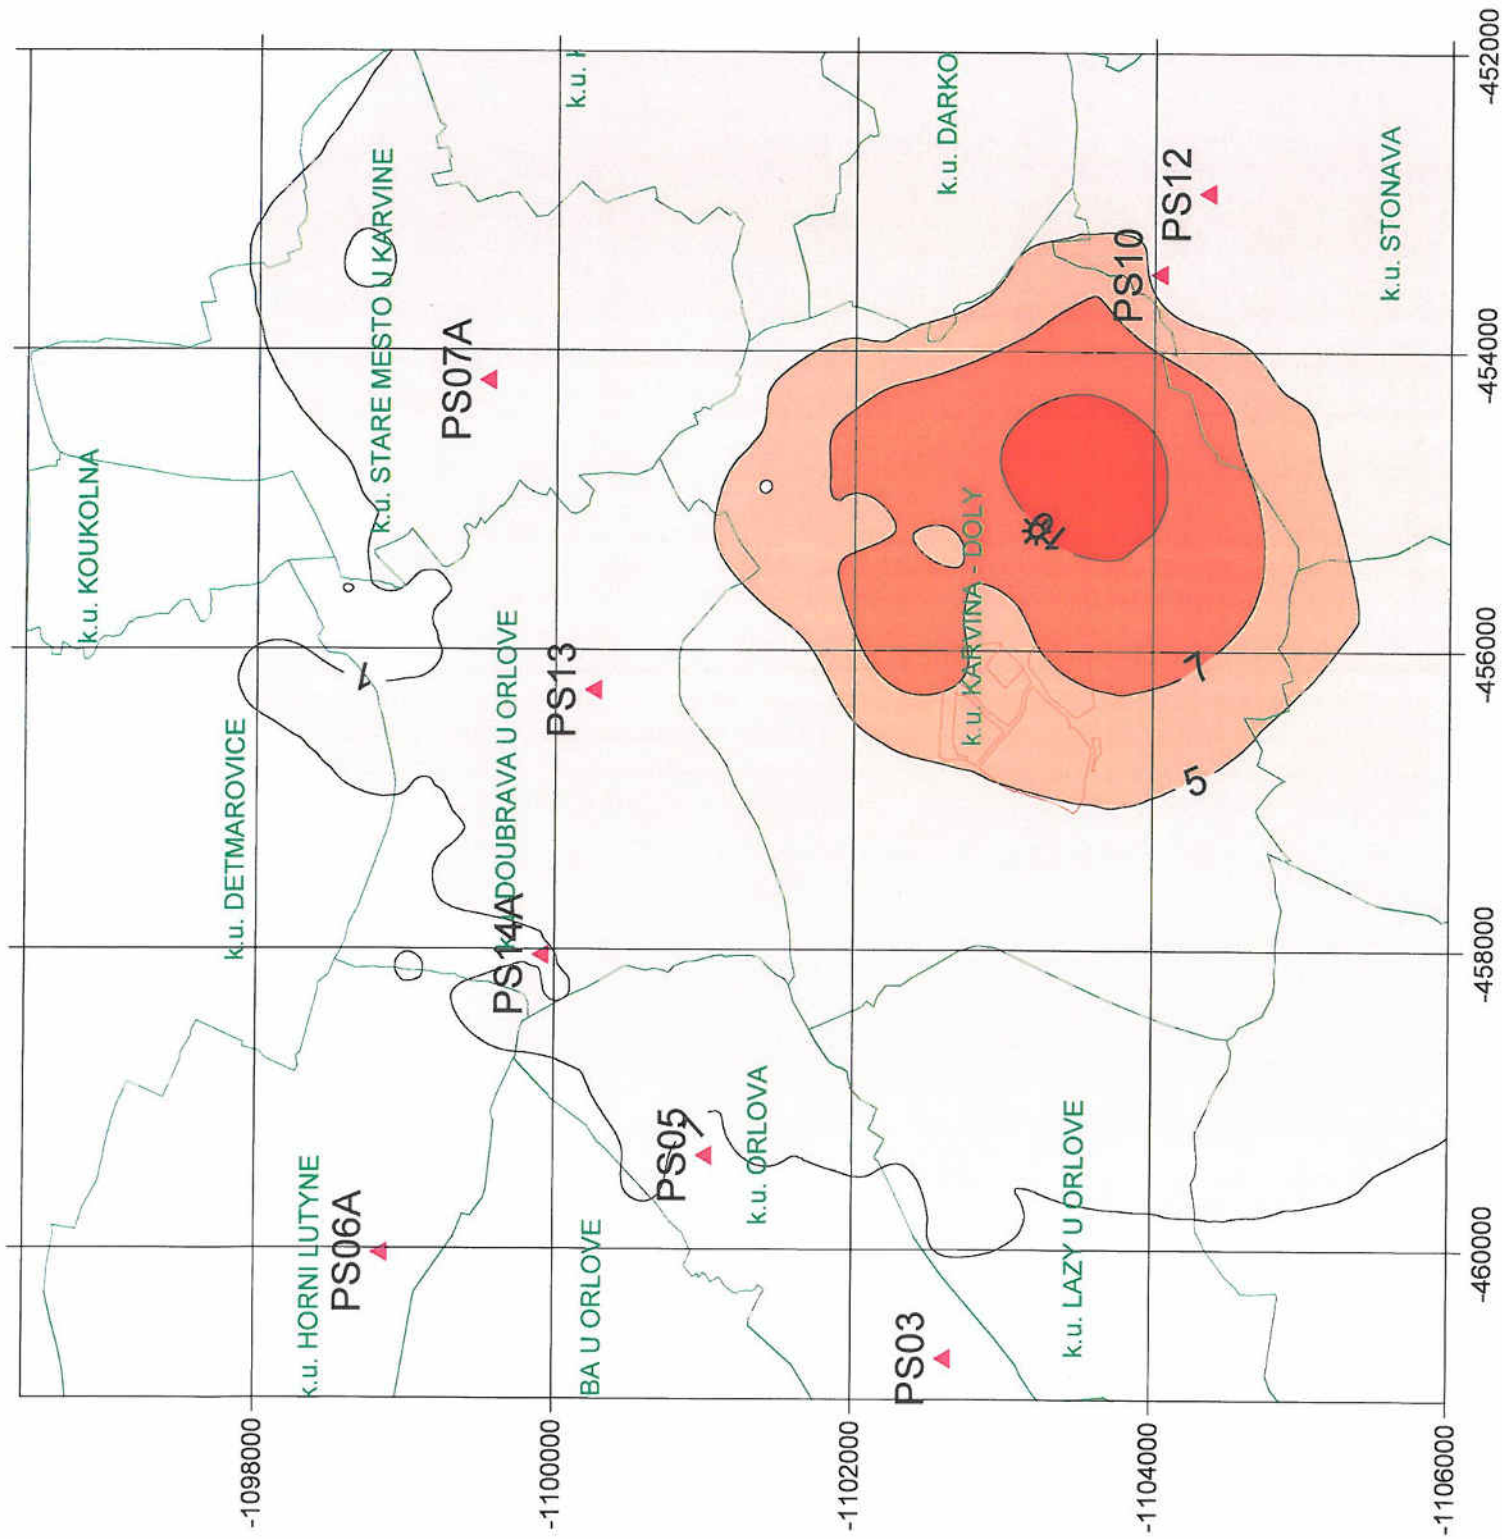 k.u. KOUKOLNA
k.u. DETMAROVICE
-1098000
k.u. HORNI LUTYNE
PS06A
k.u. STARE MESTO U KARVINE
PS07A
PS14A
k.u. DOUBRAVA U ORLOVE
-1100000
PS13
k.u.
BA U ORLOVE
PS05
k.u. ORLOVA
-1102000
PS03
k.u. DARKO
k.u. KARVINA - DOLY
k.u. LAZY U ORLOVE
PS10
-1104000
PS12
5
7
k.u. STONAVA
-1106000
-460000
-458000
-456000
-454000
-452000